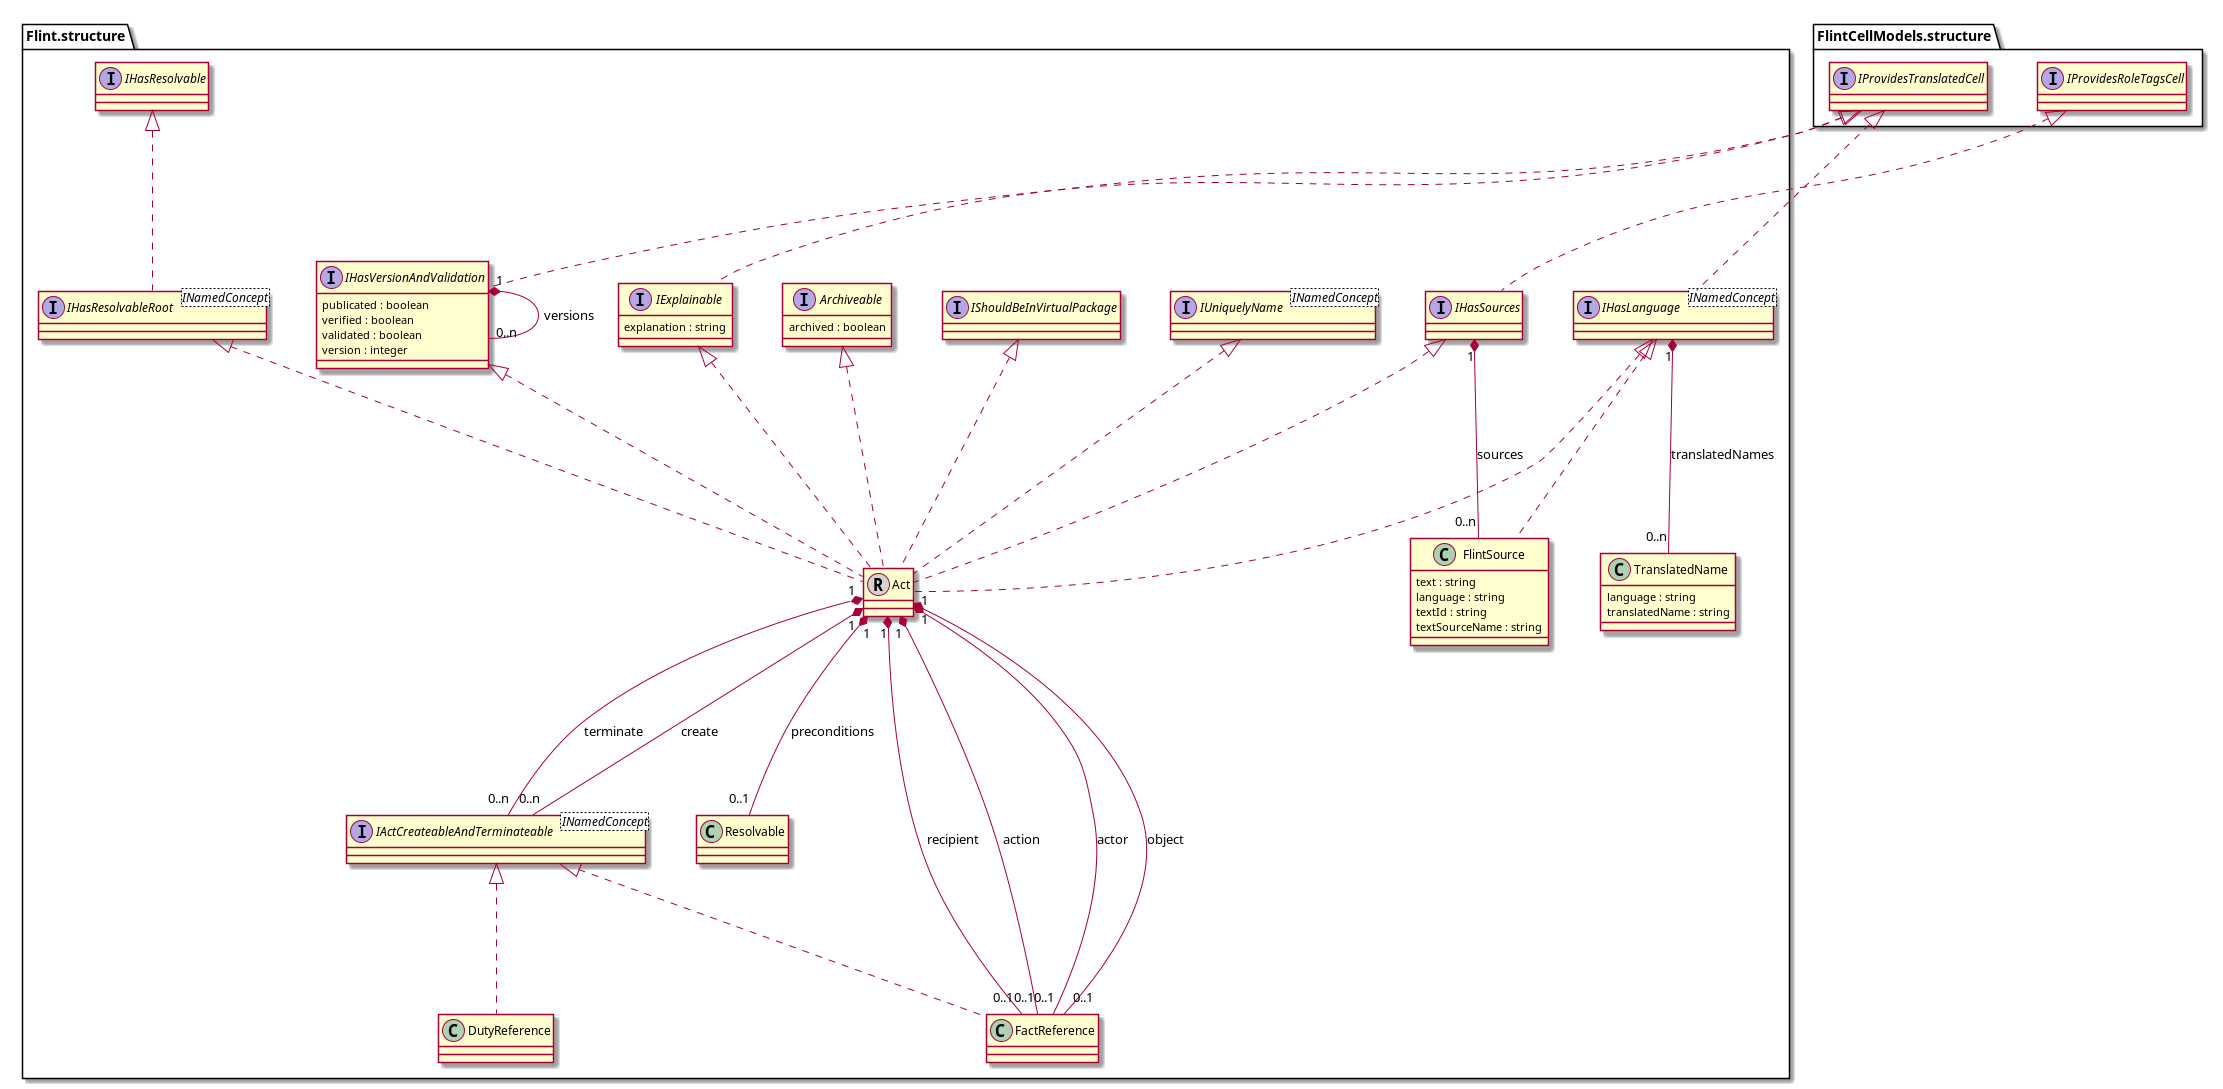 Flint.structure
FlintCellModels.structure
I IHasResolvable
I IProvidesTranslatedCell
I IProvidesRoleTagsCell
I IHasResolvableRoot INamedConcept
I IHasVersionAndValidation
publicated : boolean
verified : boolean
validated : boolean
version : integer
1
0..n
versions
I IExplainable
explanation : string
I Archiveable
archived : boolean
I IShouldBeInVirtualPackage
I IUniquelyName INamedConcept
I IHasSources
I IHasLanguage INamedConcept
1
1
sources
translatedNames
0..n
0..n
C FlintSource
text : string
language : string
textId : string
textSourceName : string
C TranslatedName
language : string
translatedName : string
R Act
1
1
1
1
1
1
1
terminate
create
preconditions
recipient
action
actor
object
0..n
0..n
0..1
I IActCreateableAndTerminateable INamedConcept
C Resolvable
0..1
0..1
0..1
0..1
C DutyReference
C FactReference